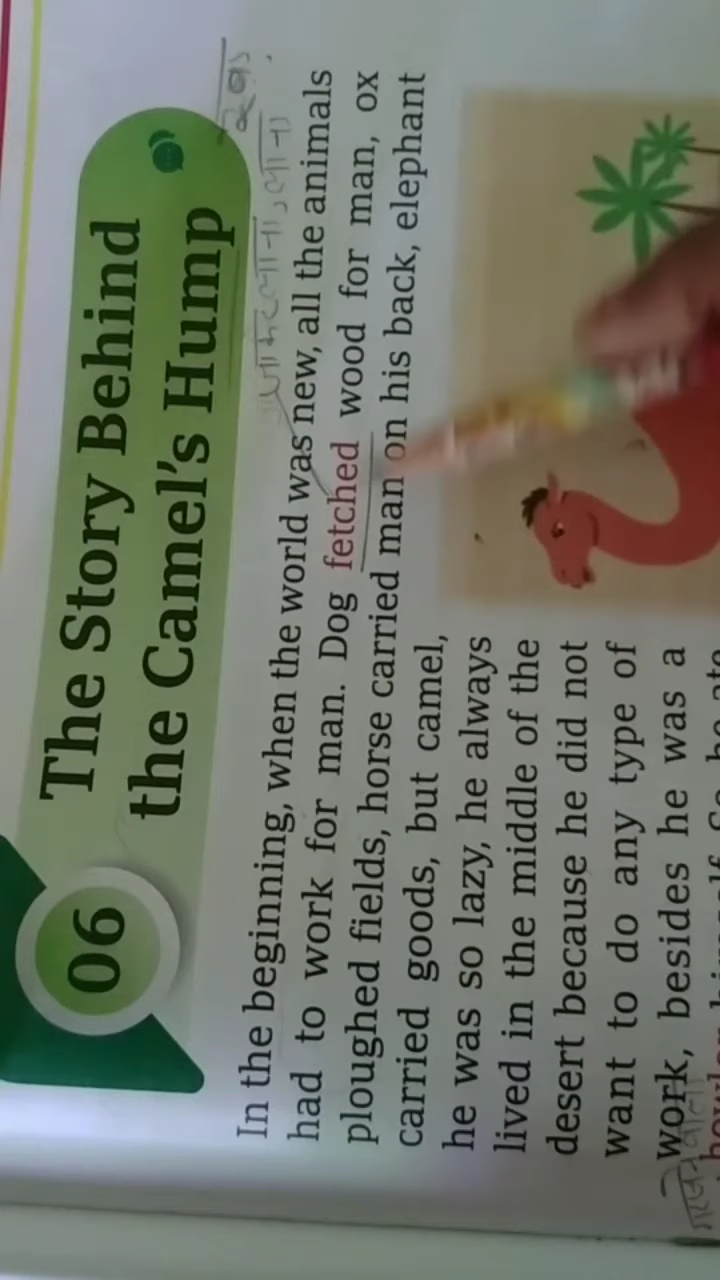 06
The Story Behind
the Camel's Hump
In the beginning, when the world was new, all the animals
had to work for man. Dog fetched wood for man, ox
ploughed fields, horse carried man on his back, elephant
carried goods, but camel,
he was so lazy, he always
lived in the middle of the
desert because he did not
want to do any type of
work, besides he was a